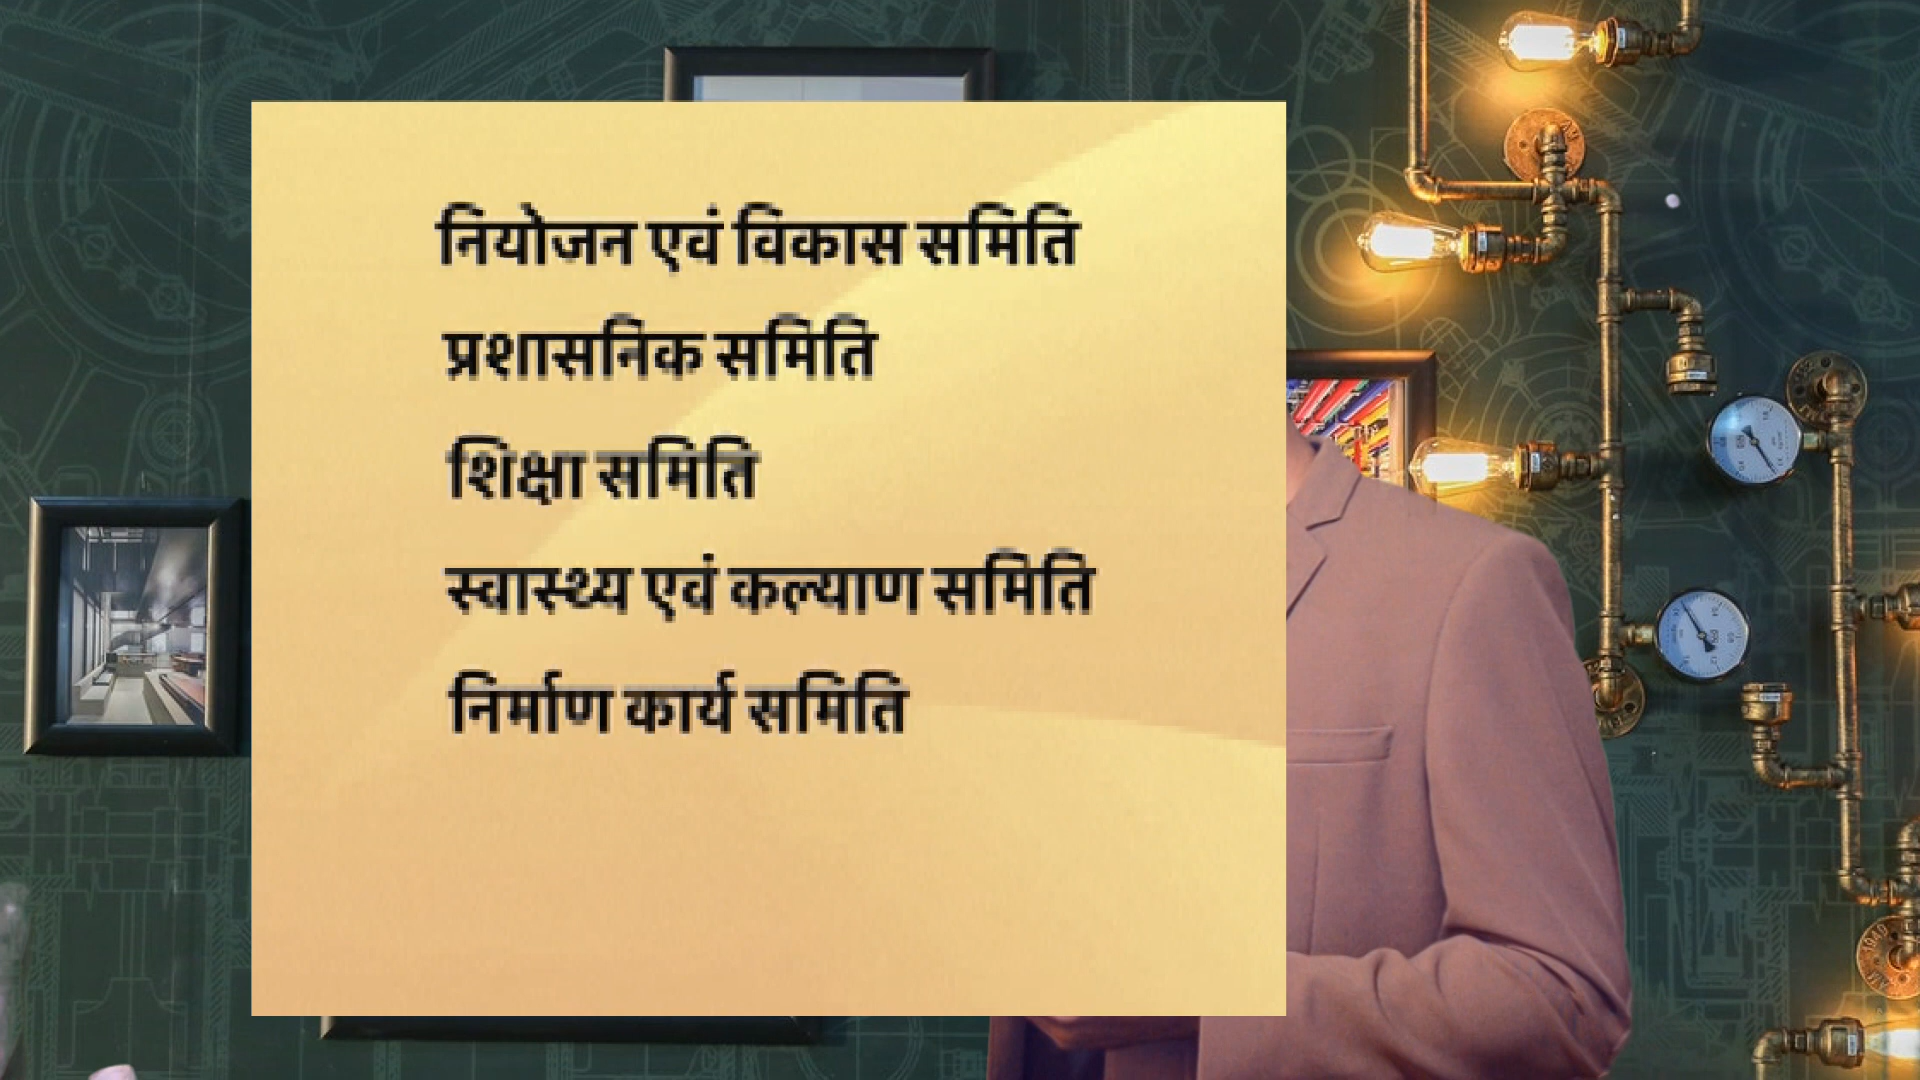 नियोजन एवं विकास समिति
प्रशासनिक समिति
शिक्षा समिति
स्वास्थ्य एवं कल्याण समिति
निर्माण कार्य समिति